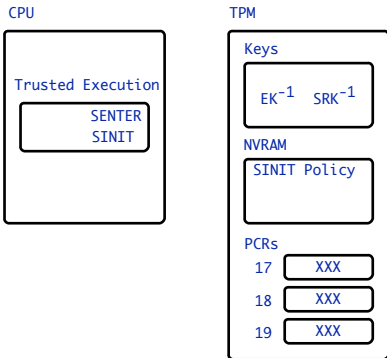 CPU
Trusted Execution
SENTER
SINIT
TPM
Keys
EK-1 SRK-1
NVRAM
SINIT Policy
PCRs
17 XXX
18 XXX
19 XXX